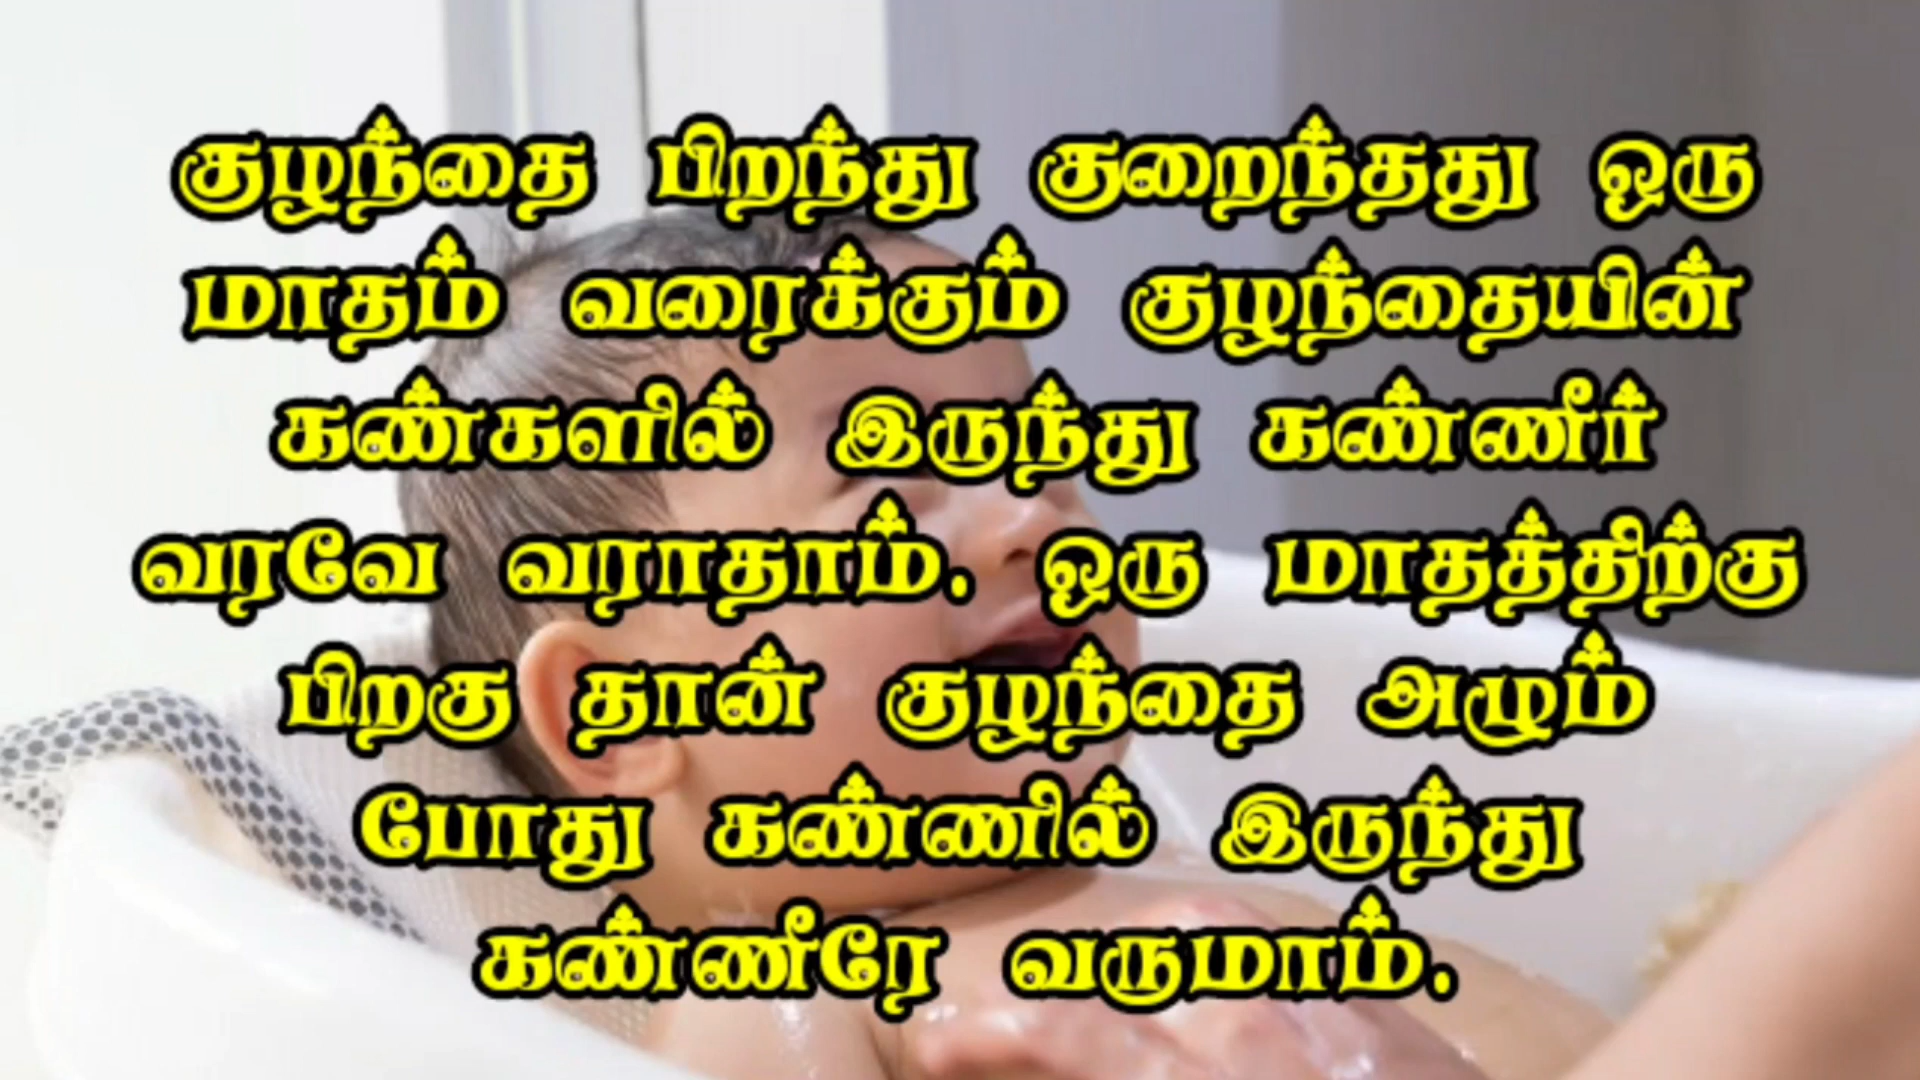 குழந்தை பிறந்து குறைந்தது ஒரு
மாதம் வரைக்கும் குழந்தையின்
கண்களில் இருந்து கண்ணீர்
வரவே வராதாம். ஒரு மாதத்திற்கு
பிறகு தான் குழந்தை அழும்
போது கண்ணில் இருந்து
கண்ணீரே வருமாம்.